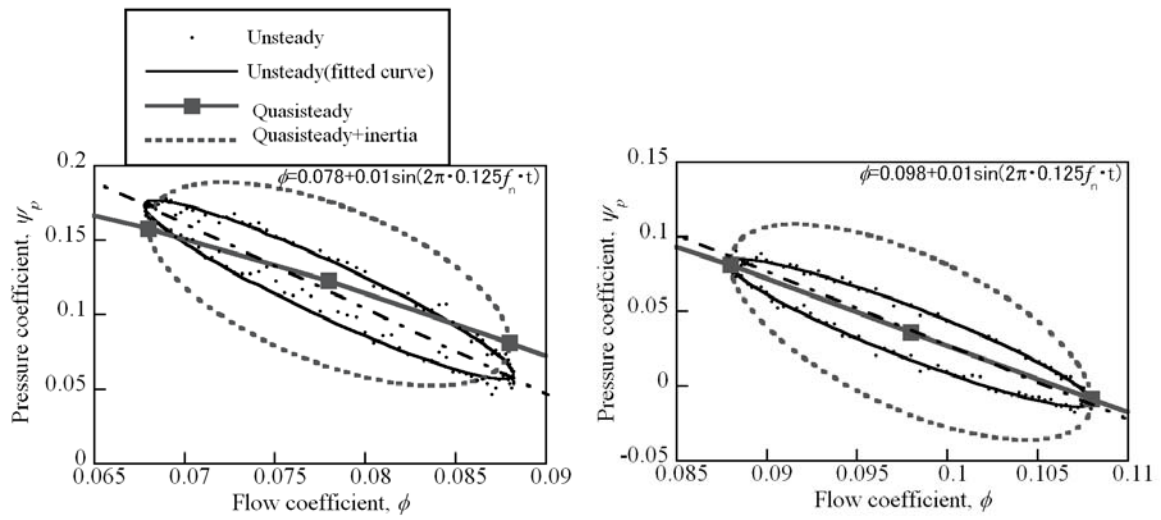 Unsteady
Unsteady(fitted curve)
Quasisteady
Quasisteady+inertia
0.2
0.15
0.1
0.05
0
ϕ=0.078+0.01sin(2π·0.125fₙ·t)
Pressure coefficient, ψₚ
0.065 0.07 0.075 0.08 0.085 0.09
Flow coefficient, ϕ
0.15
0.1
0.05
0
-0.05
ϕ=0.098+0.01sin(2π·0.125fₙ·t)
Pressure coefficient, ψₚ
0.085 0.09 0.095 0.1 0.105 0.11
Flow coefficient, ϕ